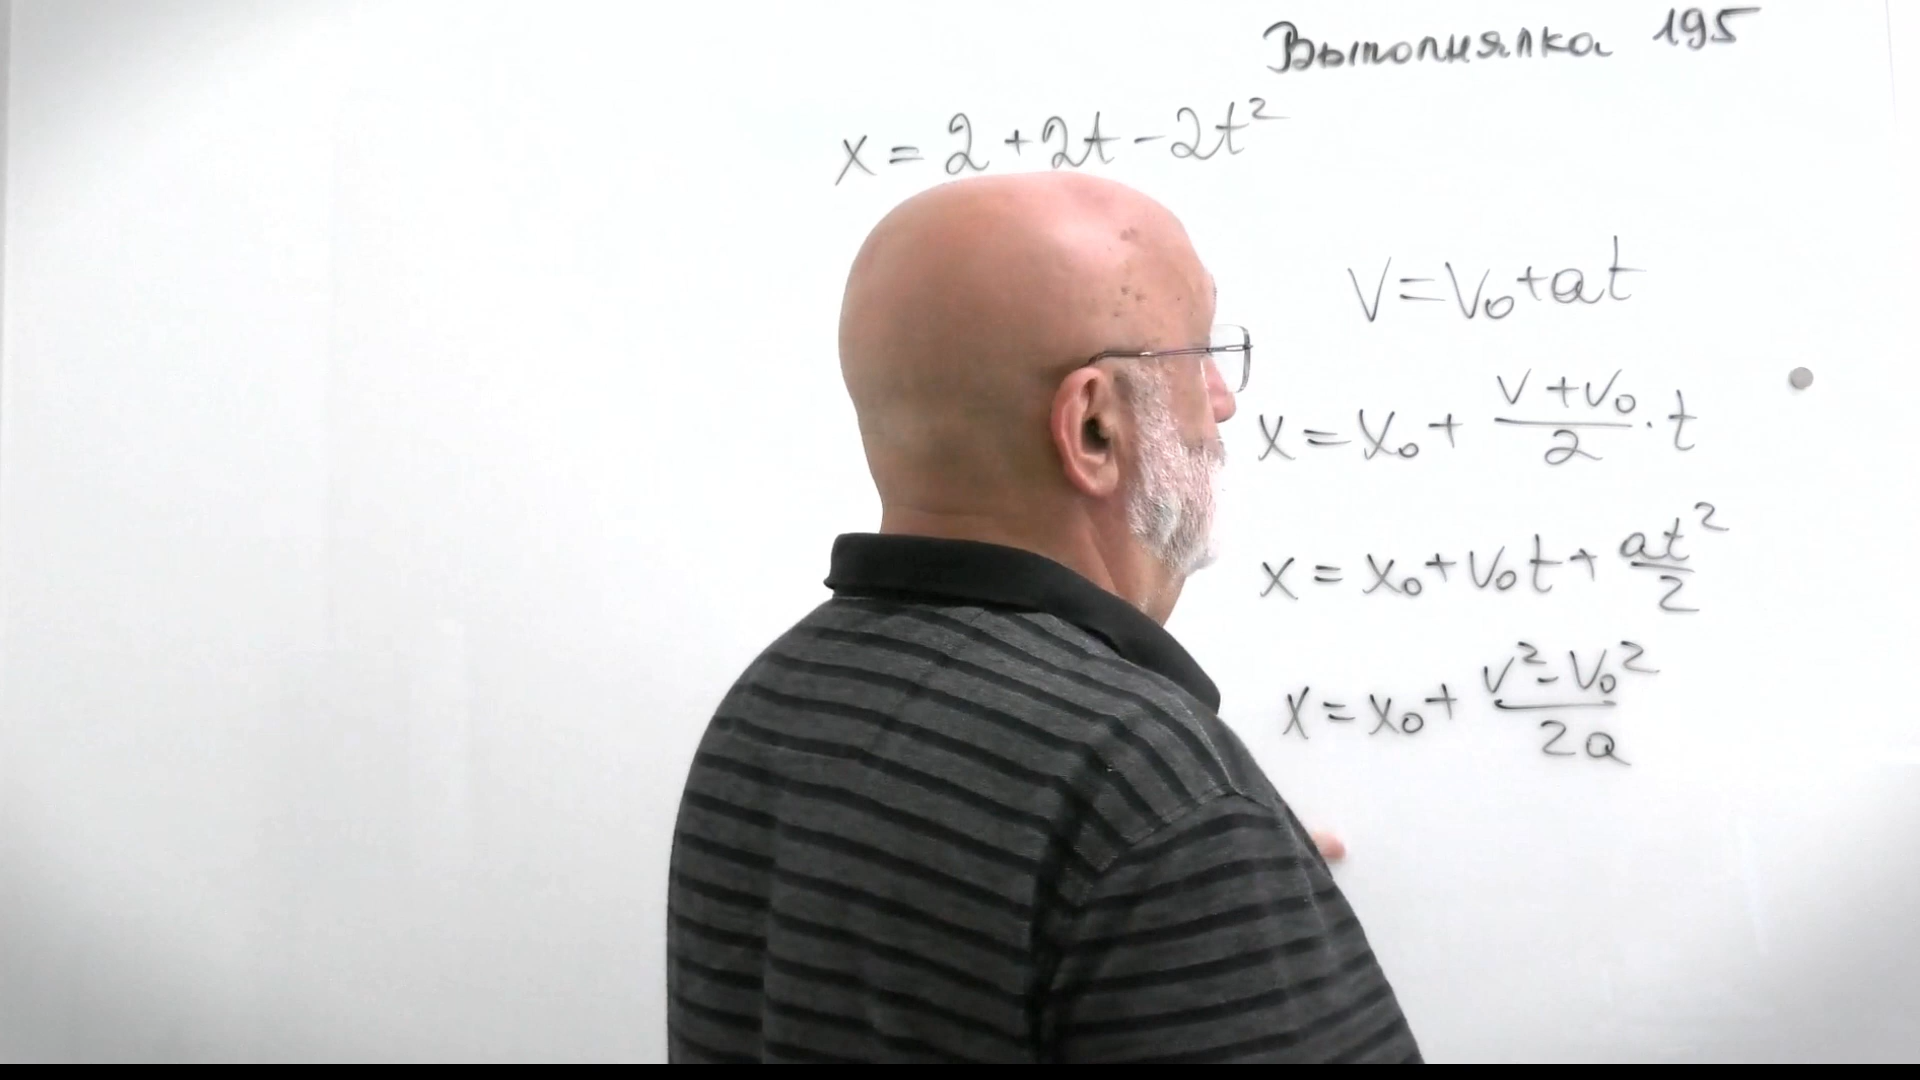 Выполнялка 195
x = 2 + 2t - 2t²
v = v₀ + at
x = x₀ + (v + v₀)/2 · t
x = x₀ + v₀t + at²/2
x = x₀ + (v² - v₀²)/2a